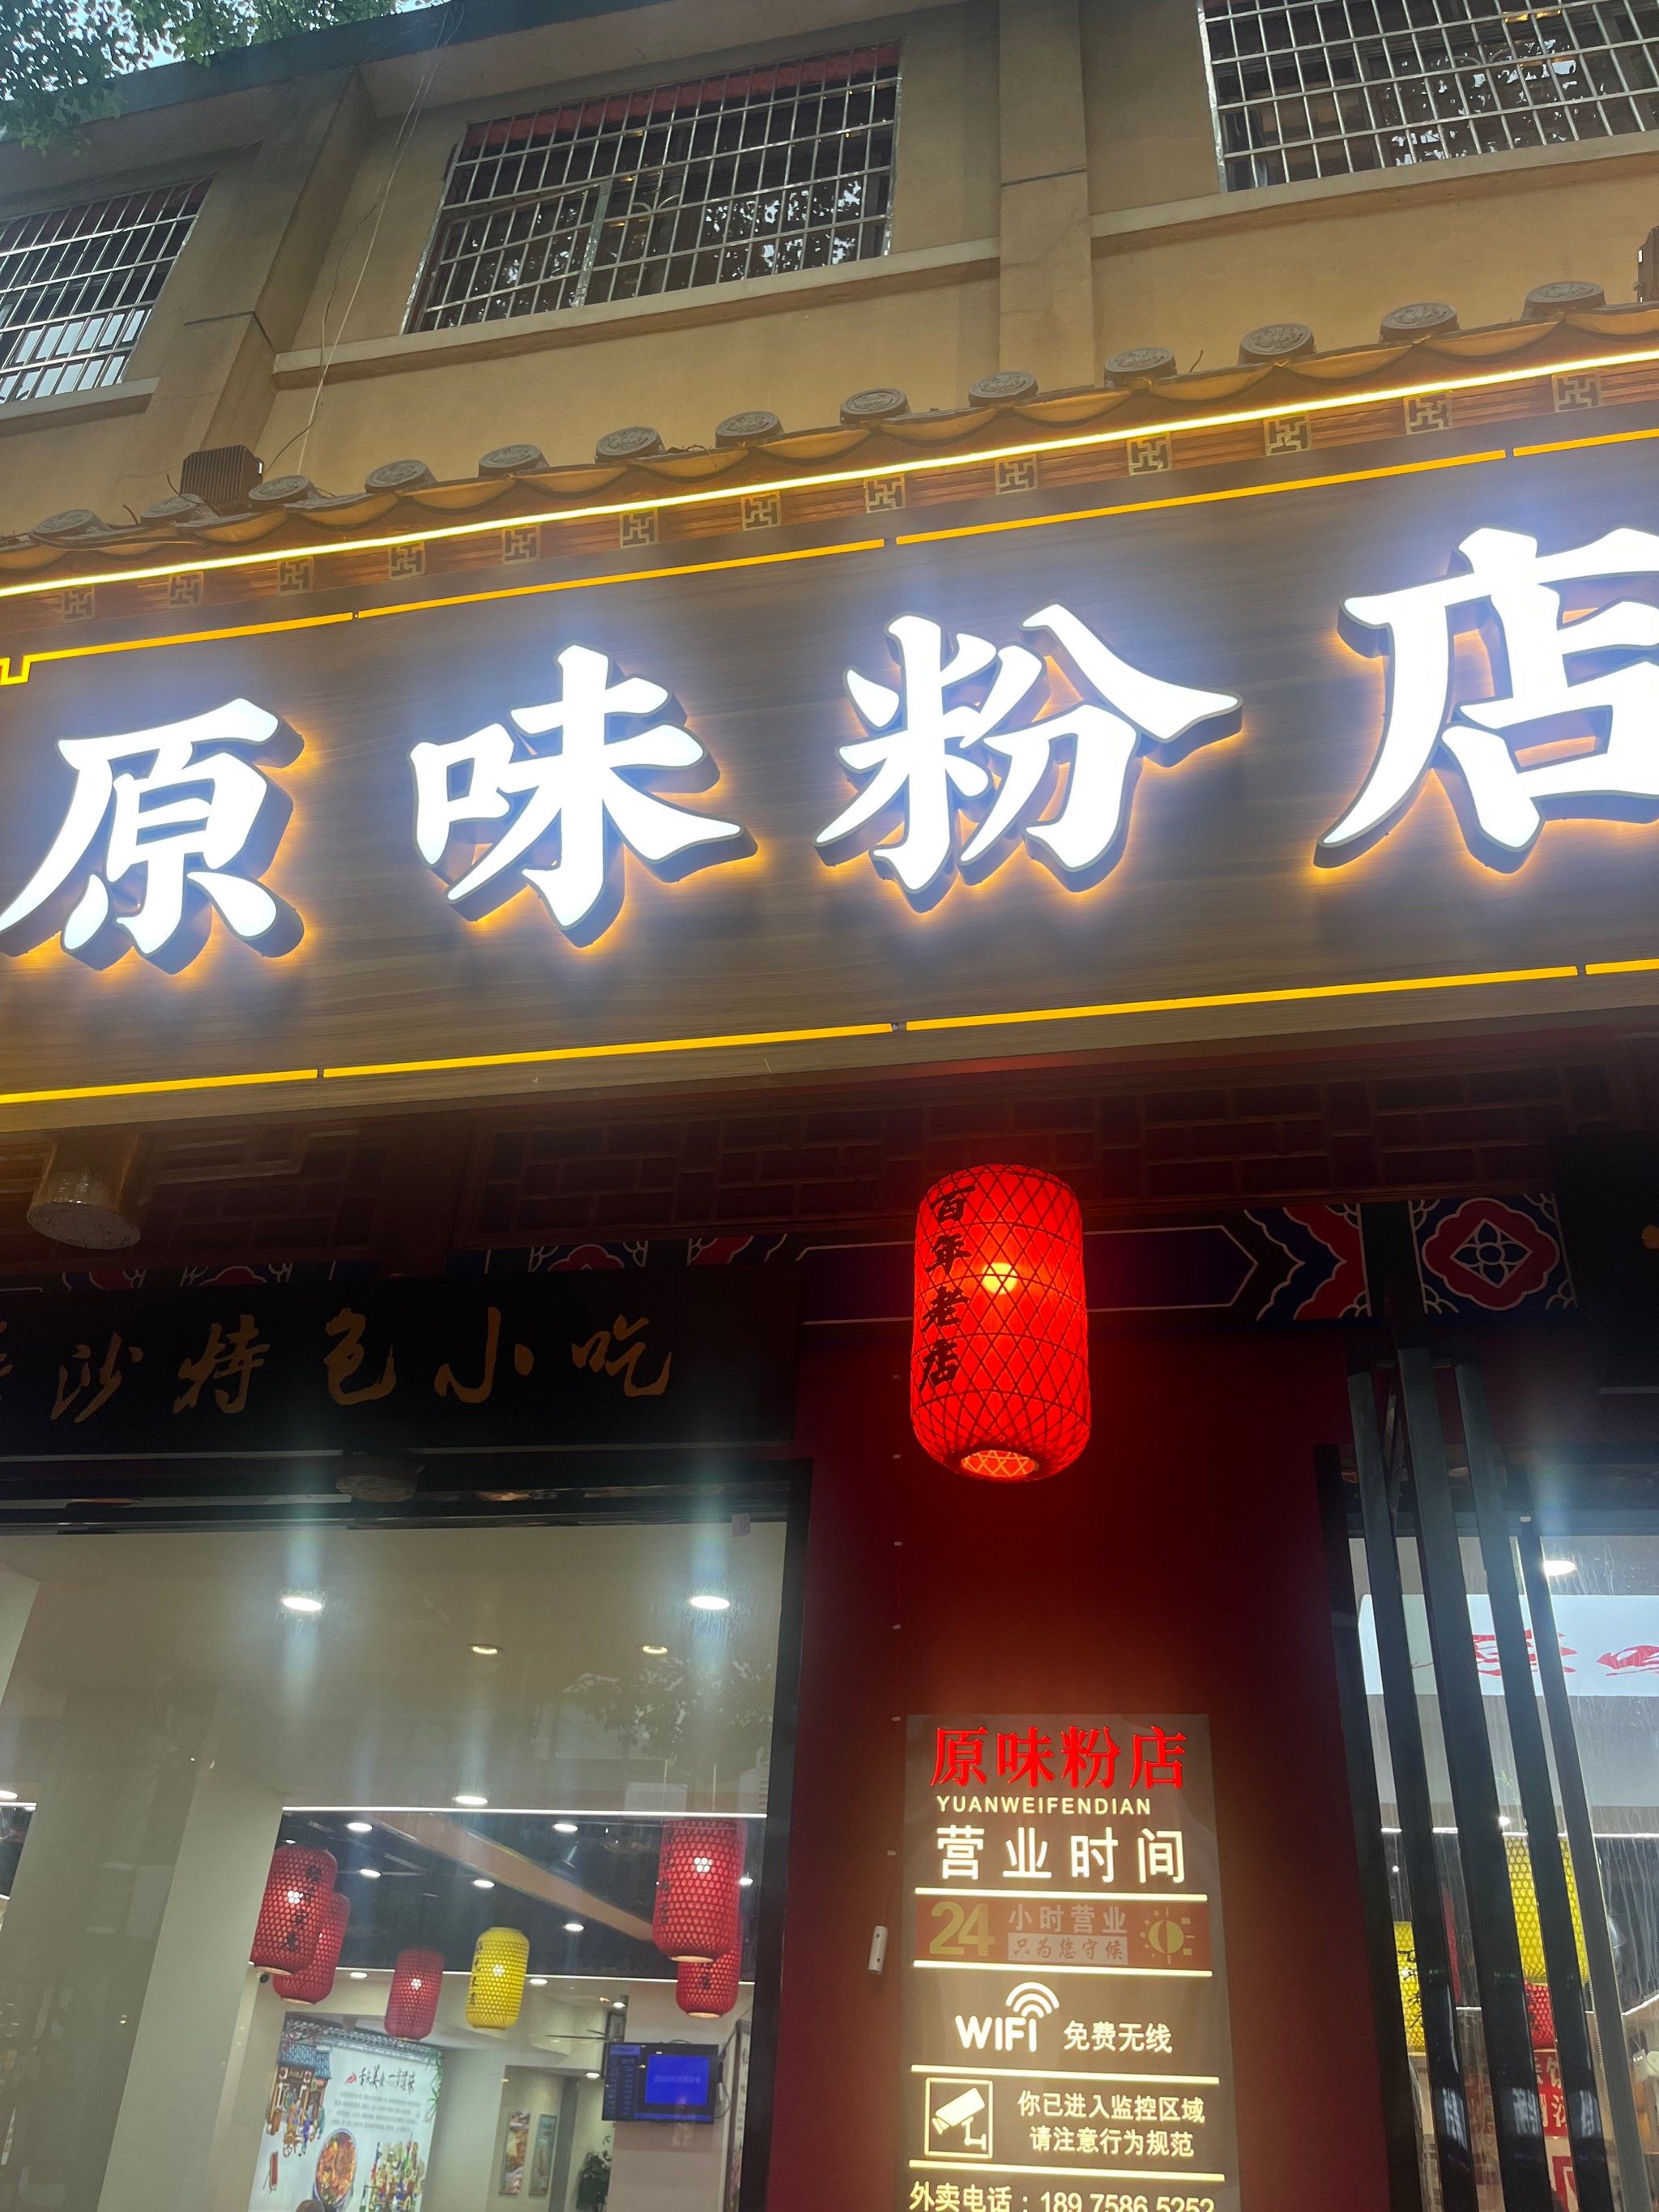 原味粉店
百年老店
沙特色小吃
原味粉店
YUANWEIFENDIAN
营业时间
24 小时营业
只为您守候
WIFI 免费无线
你已进入监控区域
请注意行为规范
外卖电话：189 7586 5252